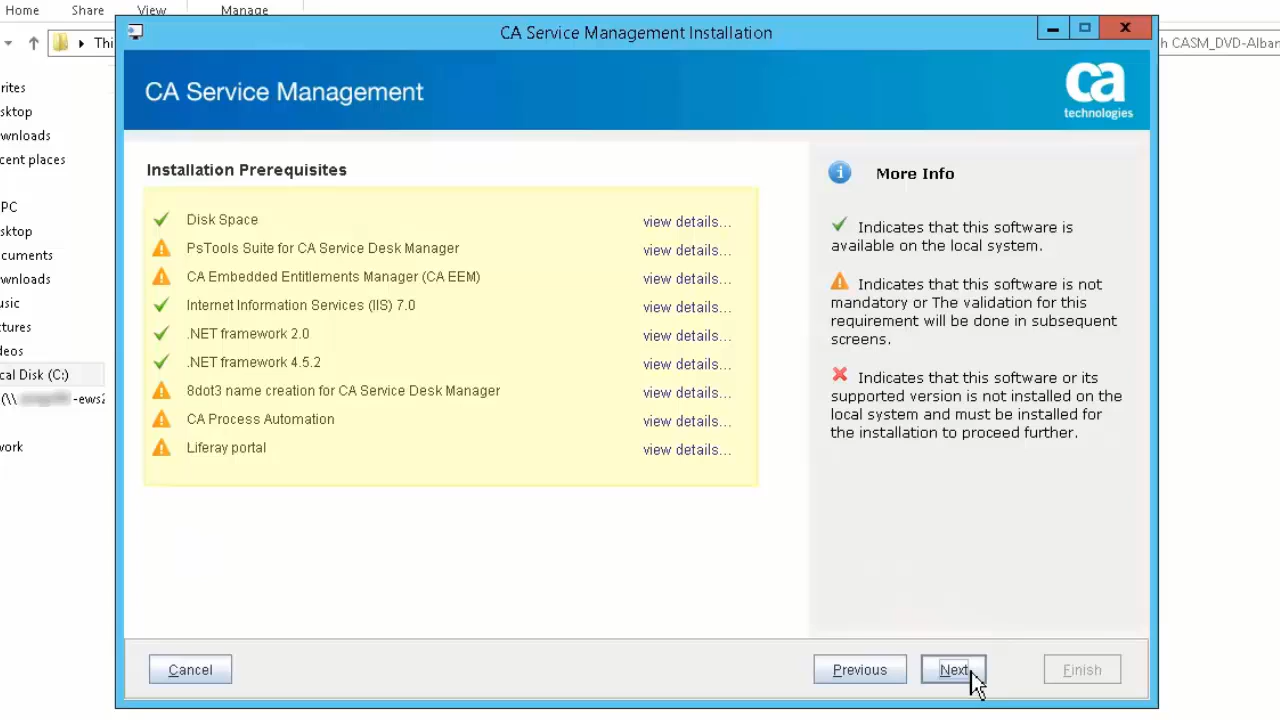 Home Share View Manage
CA Service Management Installation
Thi
h CASM_DVD-Alban
CA Service Management
ca
technologies
rites
sktop
wnloads
cent places
PC
sktop
cuments
wnloads
usic
ctures
deos
cal Disk (C:)
(\\ -ews2
work
Installation Prerequisites
Disk Space view details...
PsTools Suite for CA Service Desk Manager view details...
CA Embedded Entitlements Manager (CA EEM) view details...
Internet Information Services (IIS) 7.0 view details...
.NET framework 2.0 view details...
.NET framework 4.5.2 view details...
8dot3 name creation for CA Service Desk Manager view details...
CA Process Automation view details...
Liferay portal view details...
More Info
Indicates that this software is
available on the local system.
Indicates that this software is not
mandatory or The validation for this
requirement will be done in subsequent
screens.
Indicates that this software or its
supported version is not installed on the
local system and must be installed for
the installation to proceed further.
Cancel Previous Next Finish